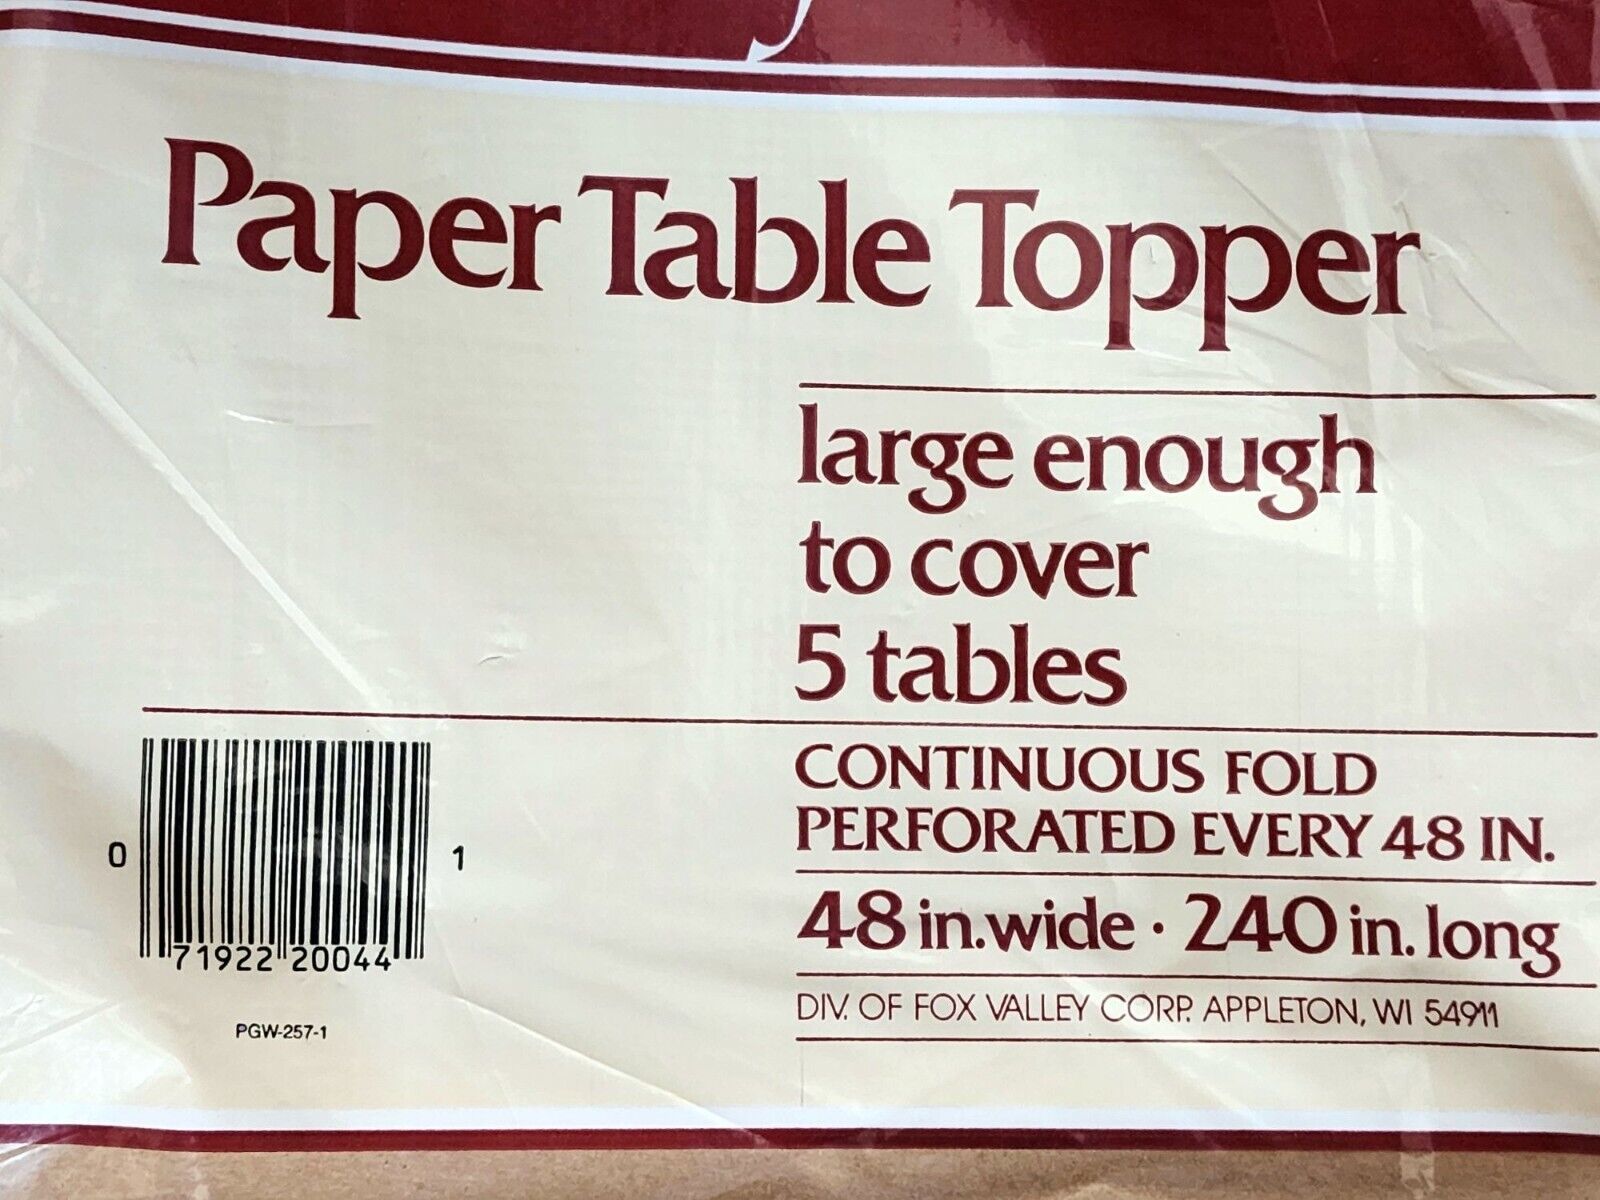 Paper Table Topper
large enough
to cover
5 tables
CONTINUOUS FOLD
PERFORATED EVERY 48 IN.
48 in. wide · 240 in. long
DIV. OF FOX VALLEY CORP. APPLETON, WI 54911
0 71922 20044 1
PGW-257-1